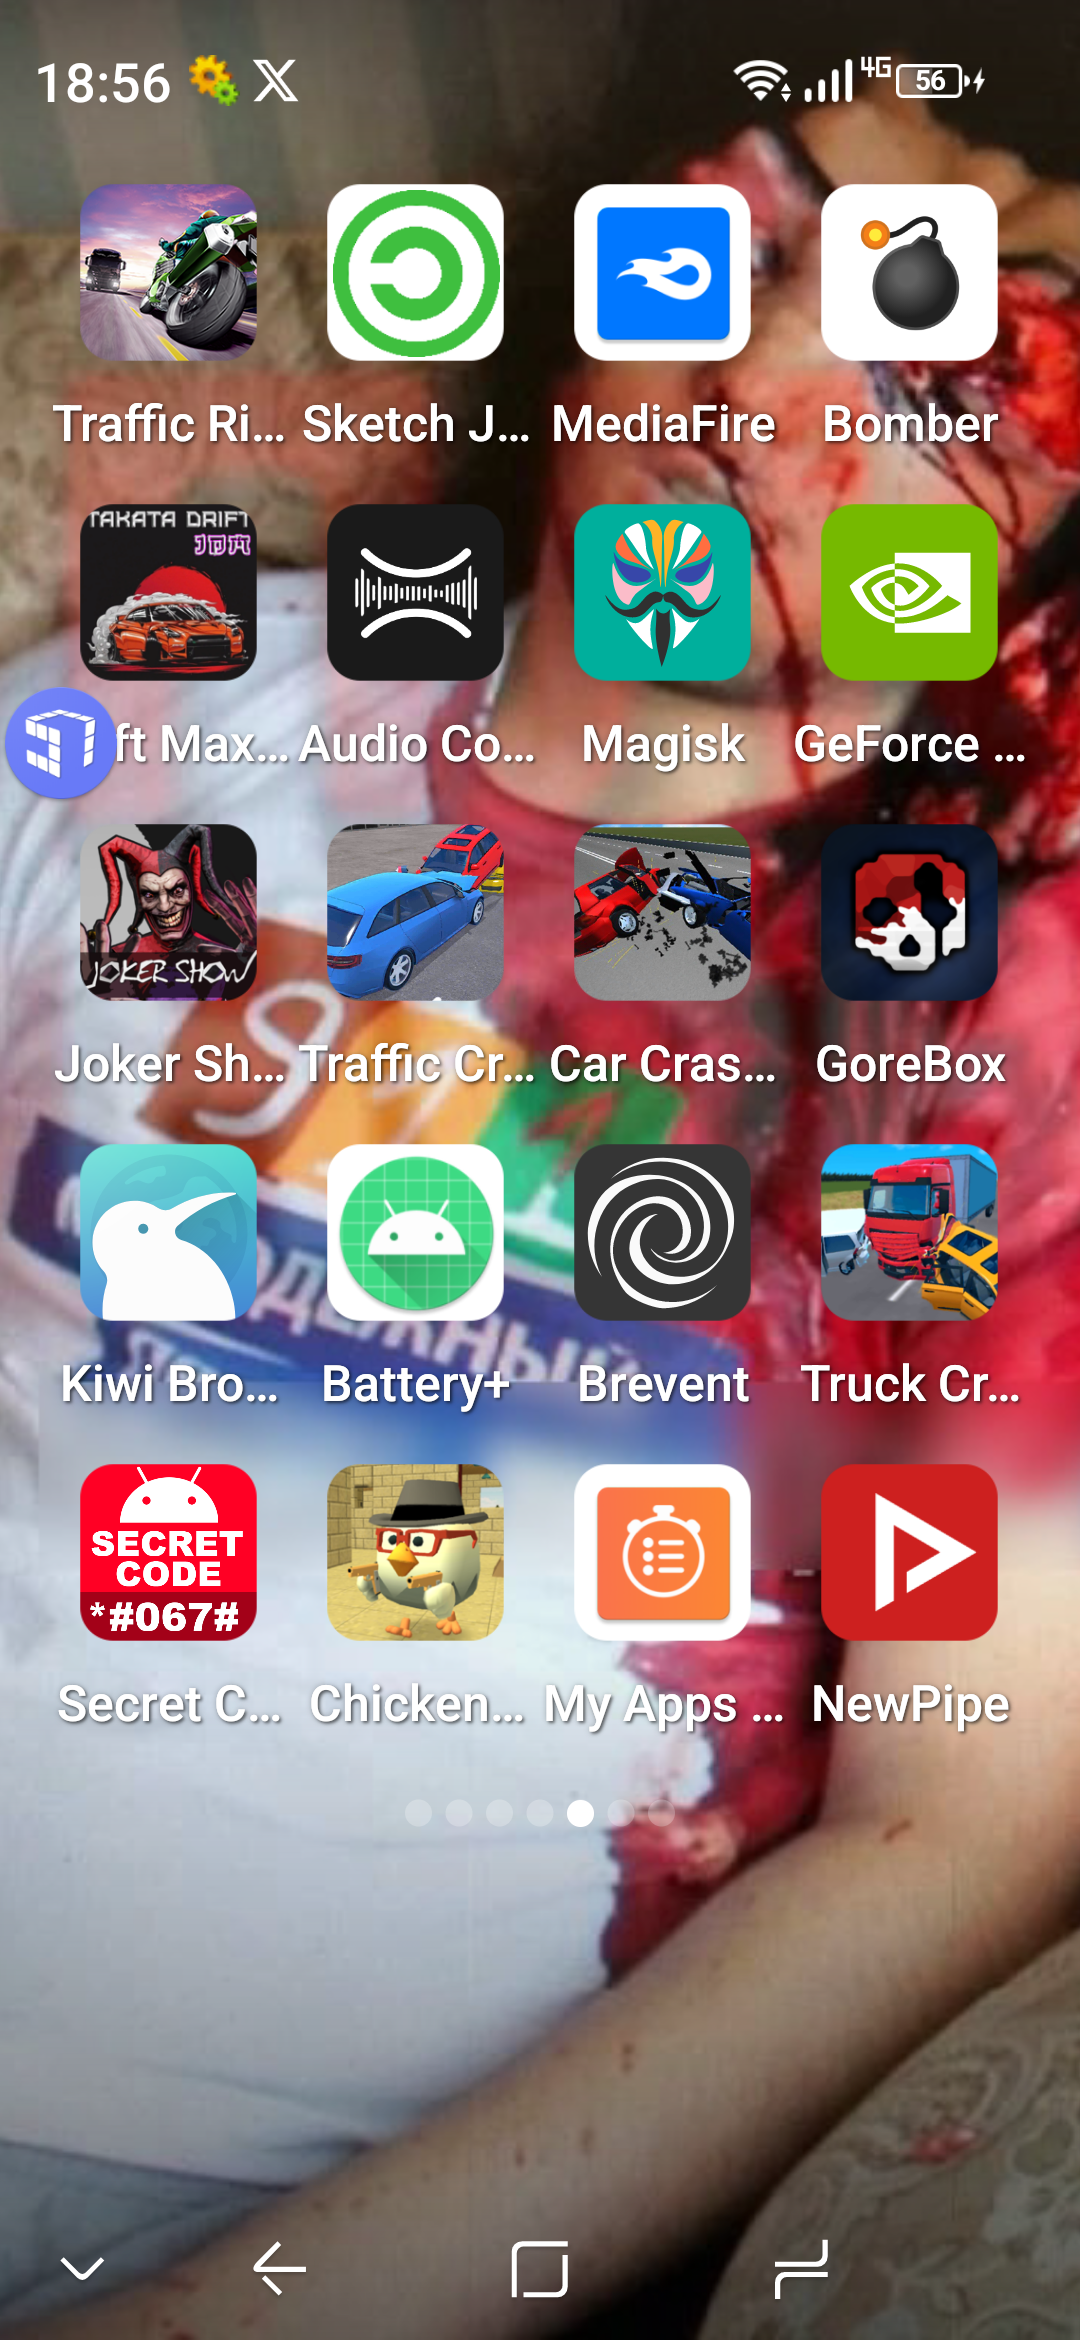 18:56 4G 56
Traffic Ri... Sketch J... MediaFire Bomber
TAKATA DRIFT
JDM
ft Max... Audio Co... Magisk GeForce ...
JOKER SHOW
Joker Sh... Traffic Cr... Car Cras... GoreBox
ОДЕЖНЫЙ
Kiwi Bro... Battery+ Brevent Truck Cr...
SECRET
CODE
*#067#
Secret C... Chicken... My Apps ... NewPipe